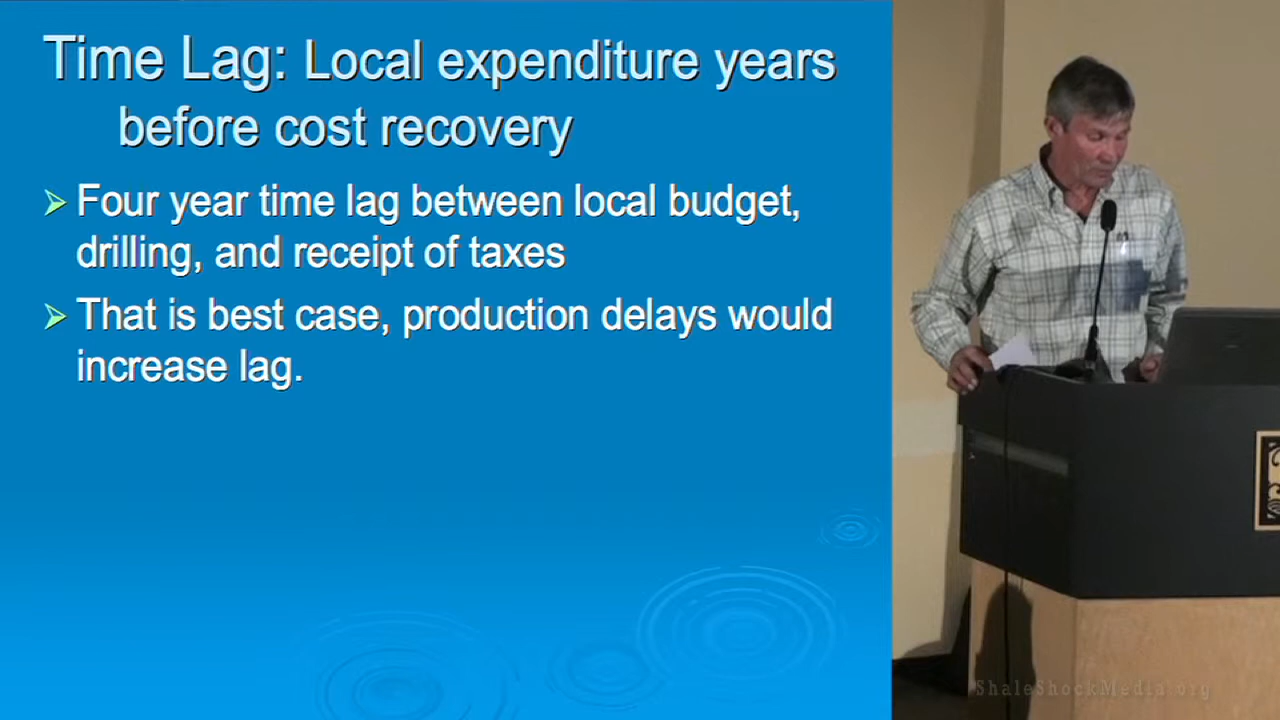 Time Lag: Local expenditure years
before cost recovery
Four year time lag between local budget,
drilling, and receipt of taxes
That is best case, production delays would
increase lag.
ShaleShockMedia.org